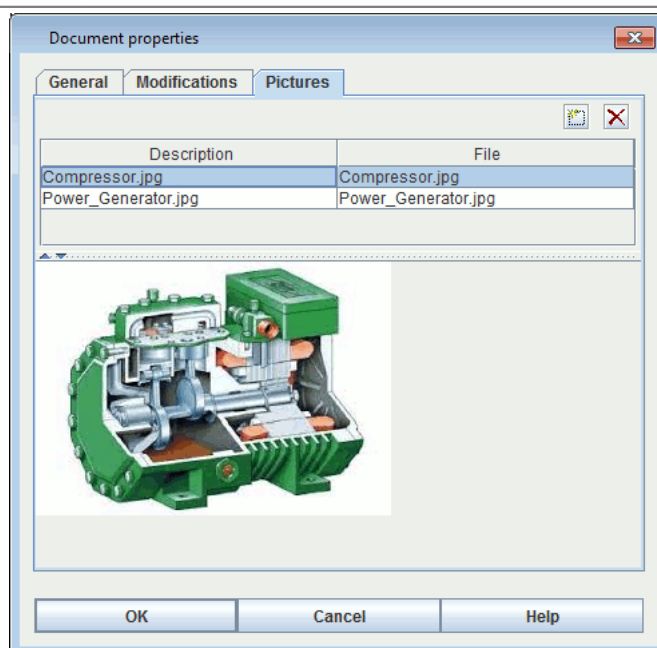 Document properties
General Modifications Pictures
Description File
Compressor.jpg Compressor.jpg
Power_Generator.jpg Power_Generator.jpg
OK Cancel Help